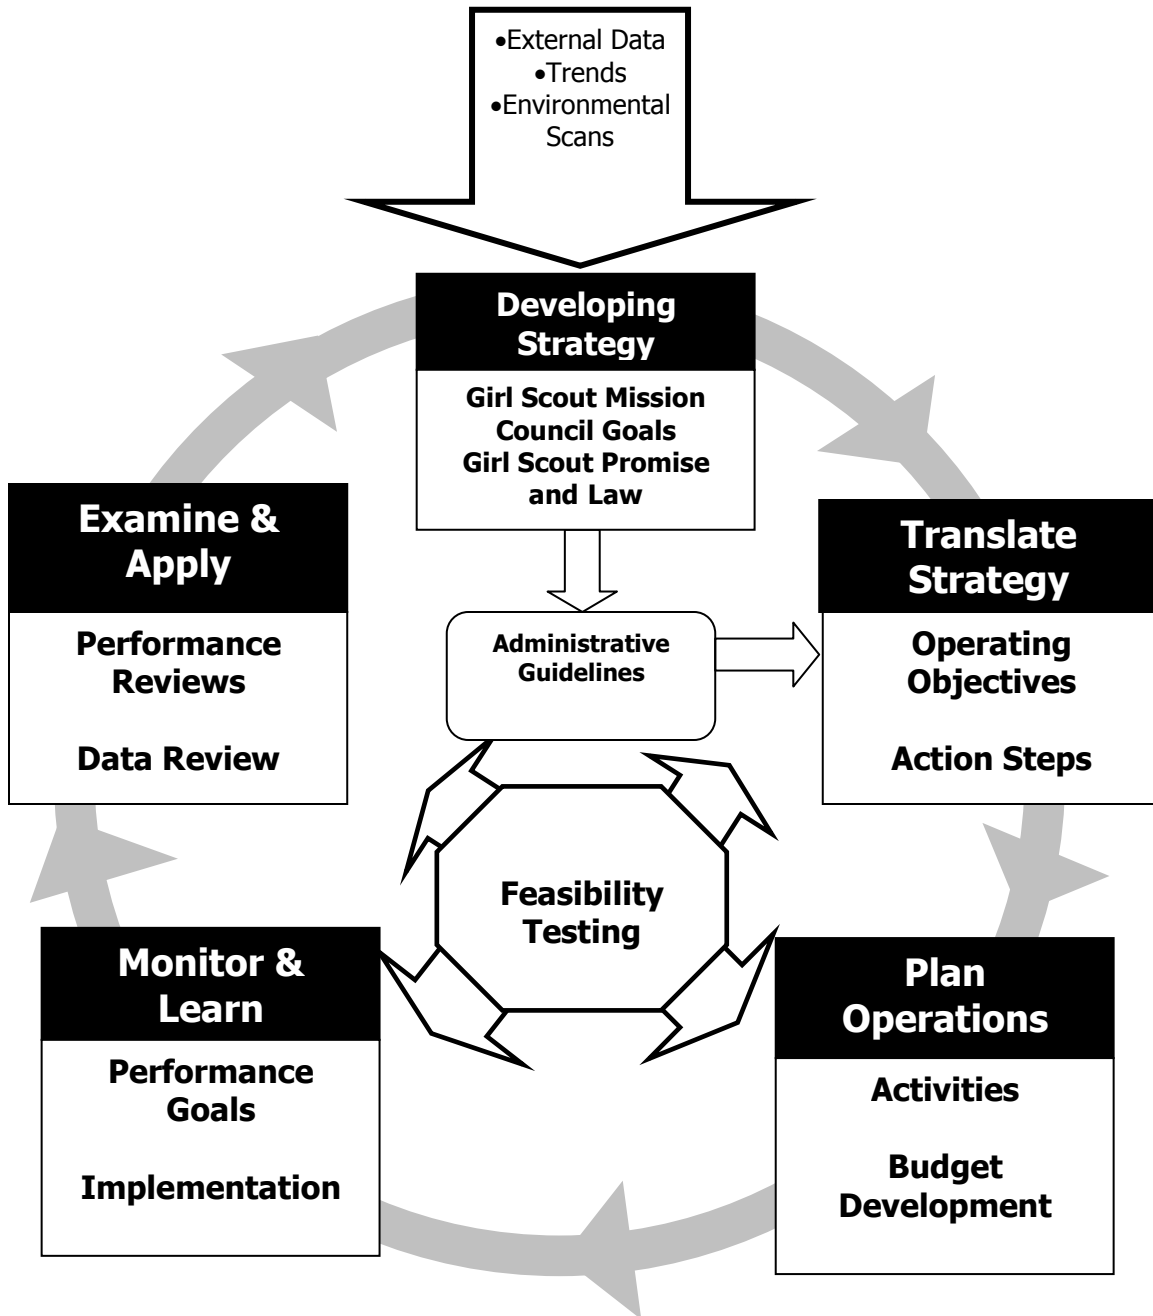 •External Data
•Trends
•Environmental
Scans
Developing
Strategy
Girl Scout Mission
Council Goals
Girl Scout Promise
and Law
Examine &
Apply
Performance
Reviews
Data Review
Administrative
Guidelines
Translate
Strategy
Operating
Objectives
Action Steps
Feasibility
Testing
Monitor &
Learn
Performance
Goals
Implementation
Plan
Operations
Activities
Budget
Development